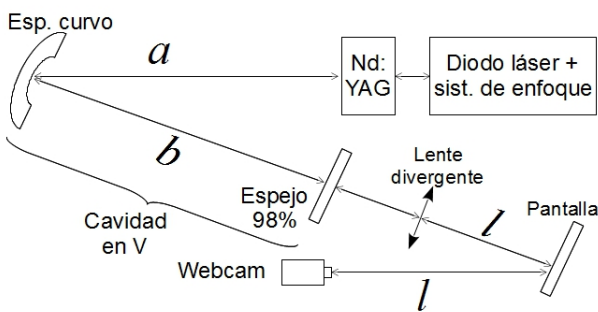 Esp. curvo
a
Nd:
YAG
Diodo láser +
sist. de enfoque
b
Cavidad
en V
Espejo
98%
Lente
divergente
l
Pantalla
Webcam
l